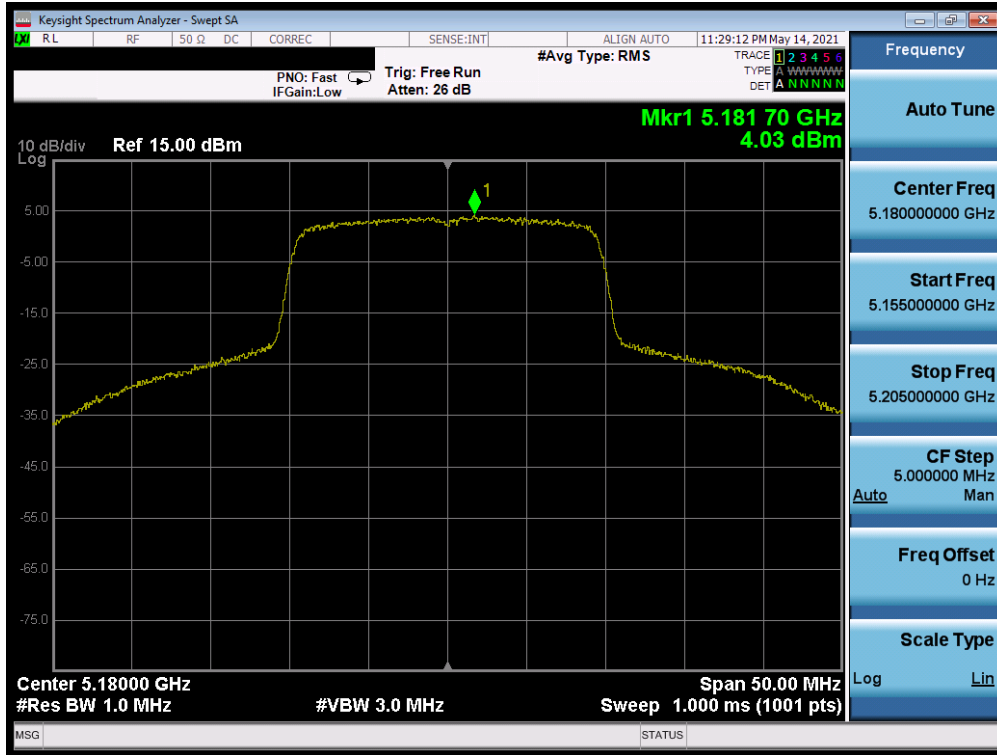 Keysight Spectrum Analyzer - Swept SA
LXI RL RF 50 Ω DC CORREC SENSE:INT ALIGN AUTO 11:29:12 PM May 14, 2021
#Avg Type: RMS
TRACE 1 2 3 4 5 6
PNO: Fast Trig: Free Run
TYPE A WWWWW
IFGain:Low Atten: 26 dB
DET A N N N N N
Mkr1 5.181 70 GHz
4.03 dBm
10 dB/div Ref 15.00 dBm
Log
1
5.00
-5.00
-15.0
-25.0
-35.0
-45.0
-55.0
-65.0
-75.0
Center 5.18000 GHz Span 50.00 MHz
#Res BW 1.0 MHz #VBW 3.0 MHz Sweep 1.000 ms (1001 pts)
MSG STATUS
Frequency
Auto Tune
Center Freq
5.180000000 GHz
Start Freq
5.155000000 GHz
Stop Freq
5.205000000 GHz
CF Step
5.000000 MHz
Auto Man
Freq Offset
0 Hz
Scale Type
Log Lin